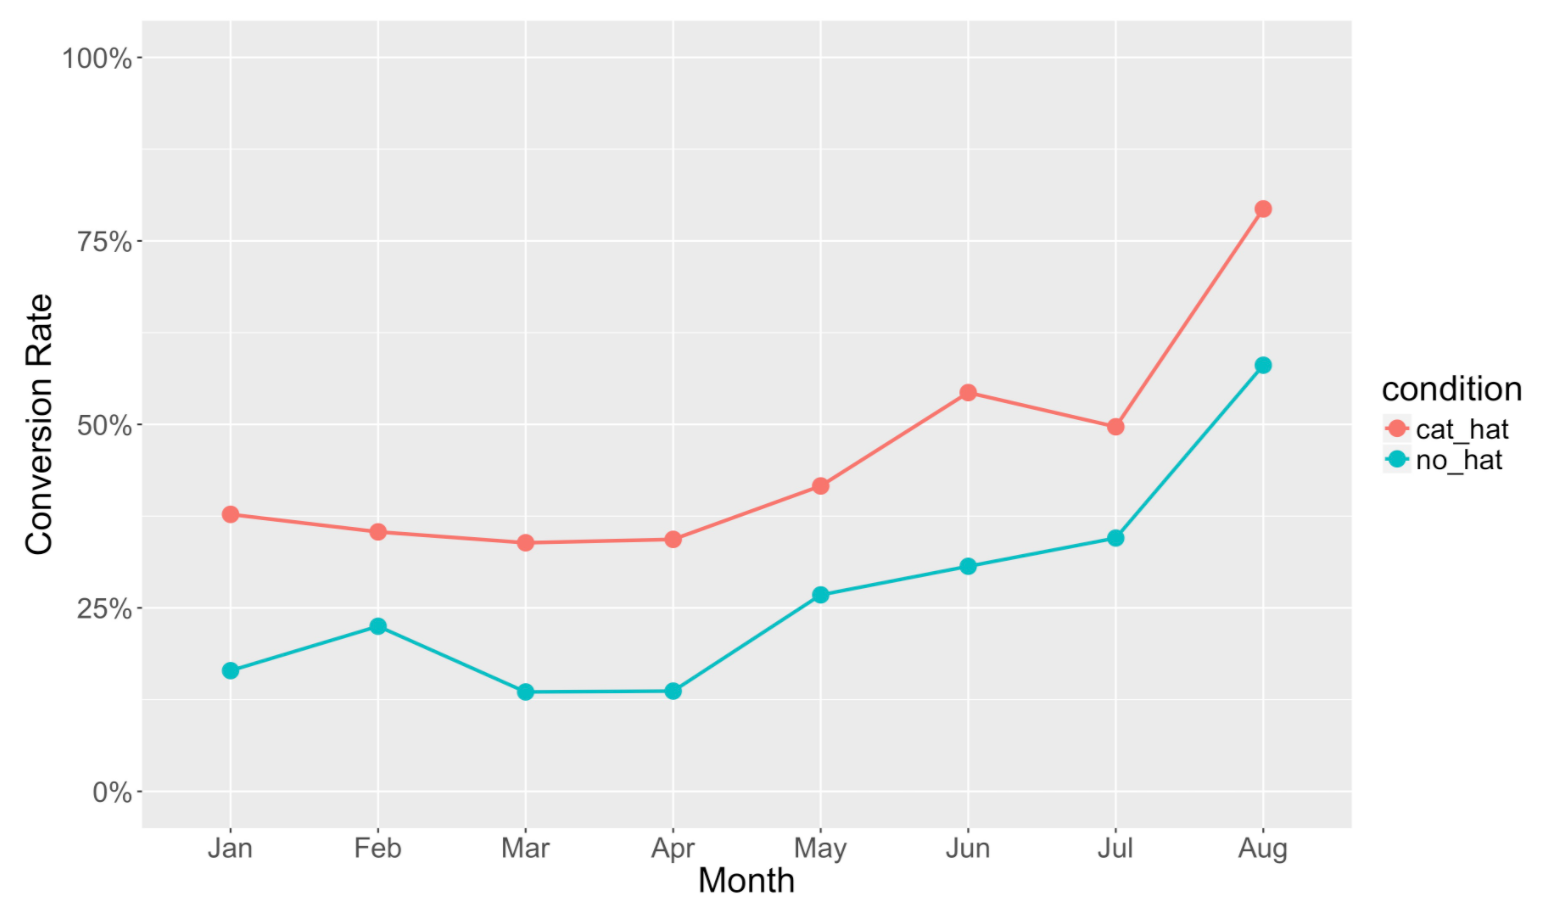 100%
75%
50%
25%
0%
Conversion Rate
Jan Feb Mar Apr May Jun Jul Aug
Month
condition
cat_hat
no_hat